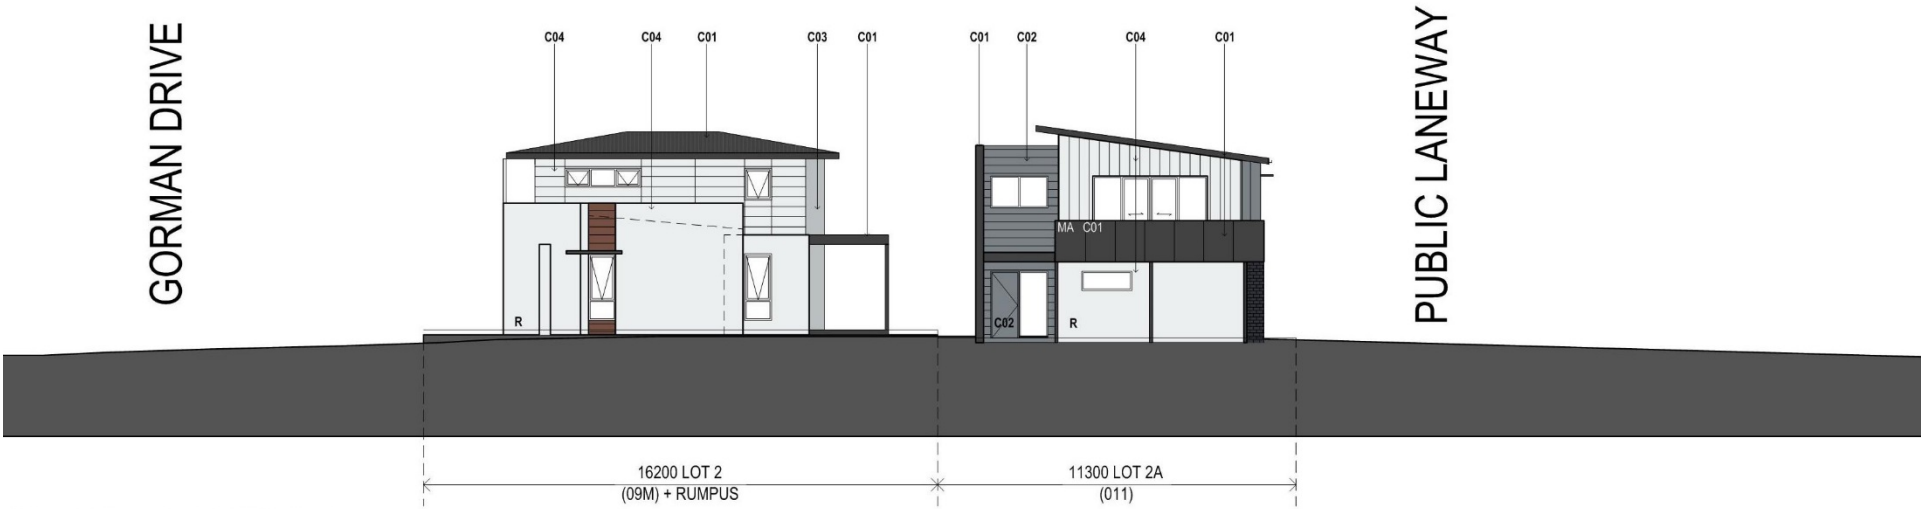 GORMAN DRIVE
C04
C04
C01
C03
C01
C01
C02
C04
C01
PUBLIC LANEWAY
MA C01
R
C02
R
16200 LOT 2
(09M) + RUMPUS
11300 LOT 2A
(011)